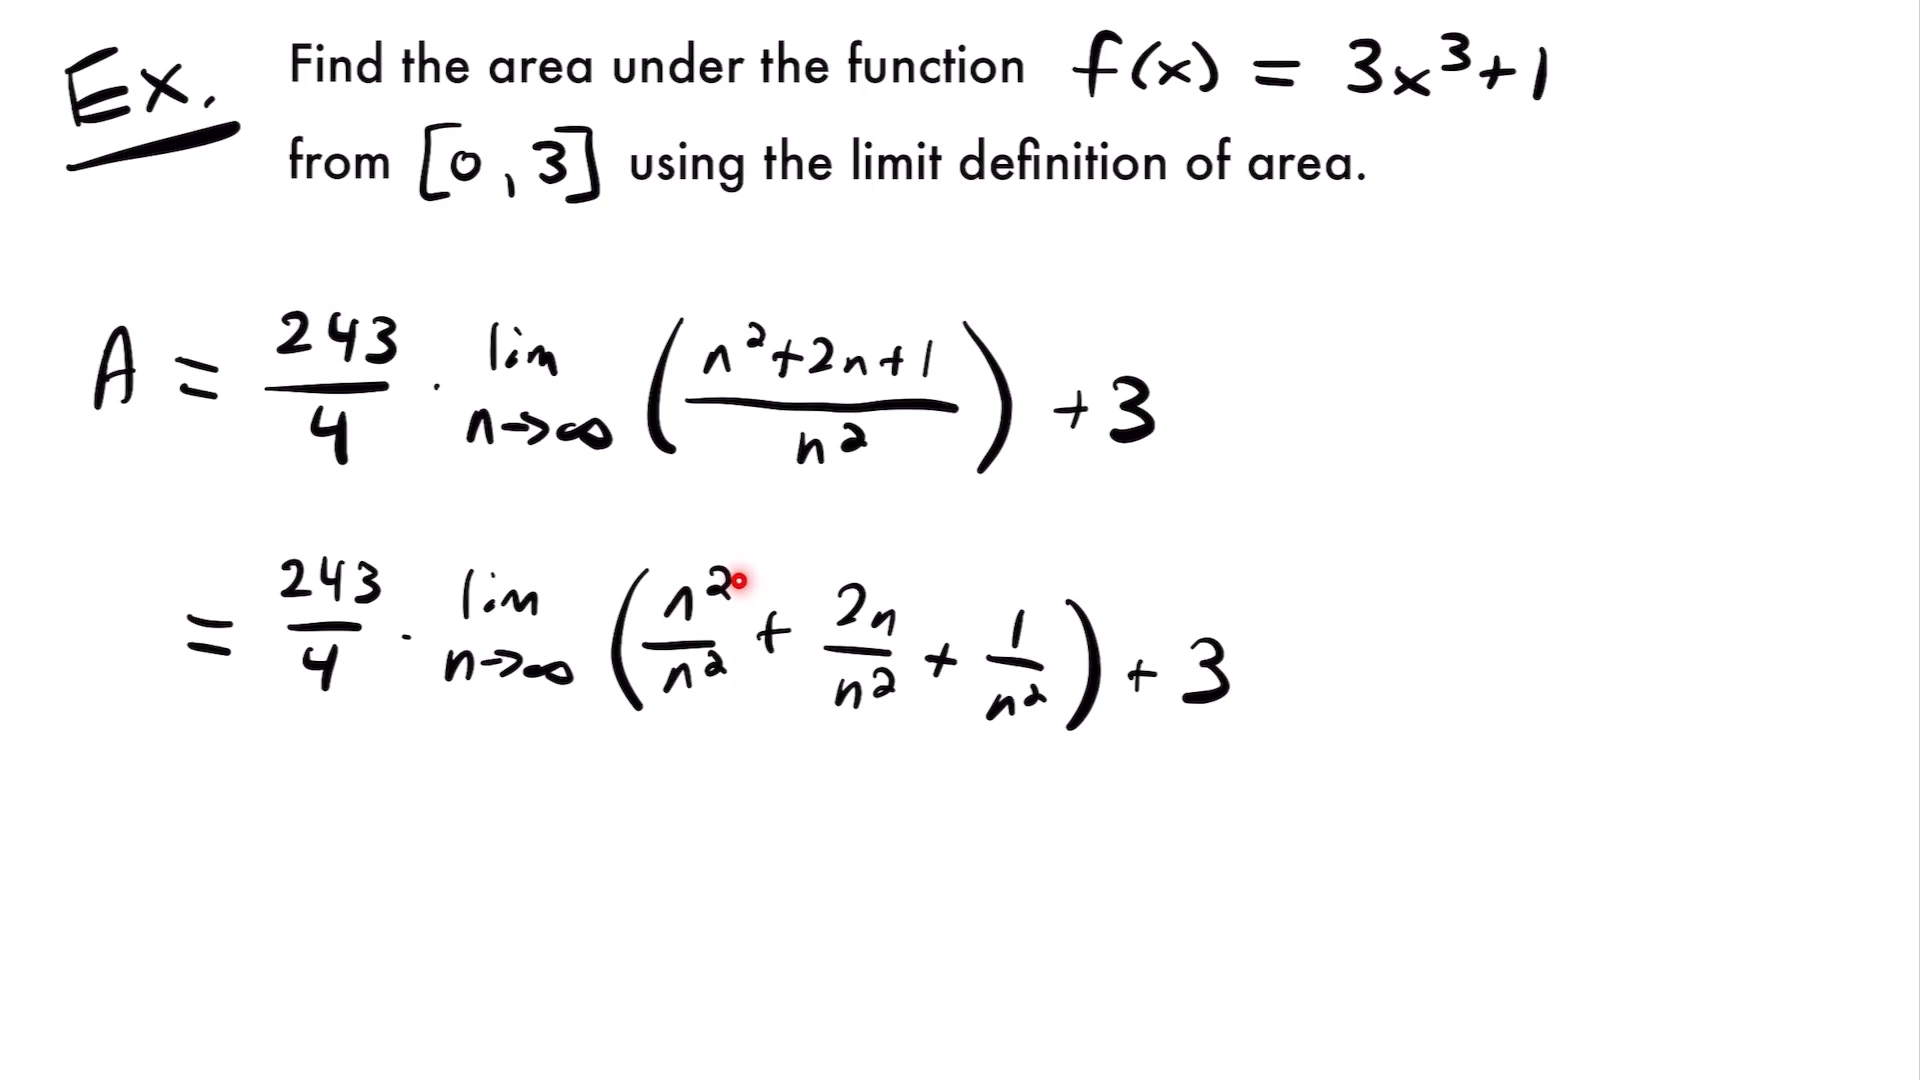 Ex. Find the area under the function f(x) = 3x³+1
from [0, 3] using the limit definition of area.
A = 243/4 · lim n→∞ ((n²+2n+1)/n²) + 3
= 243/4 · lim n→∞ (n²/n² + 2n/n² + 1/n²) + 3